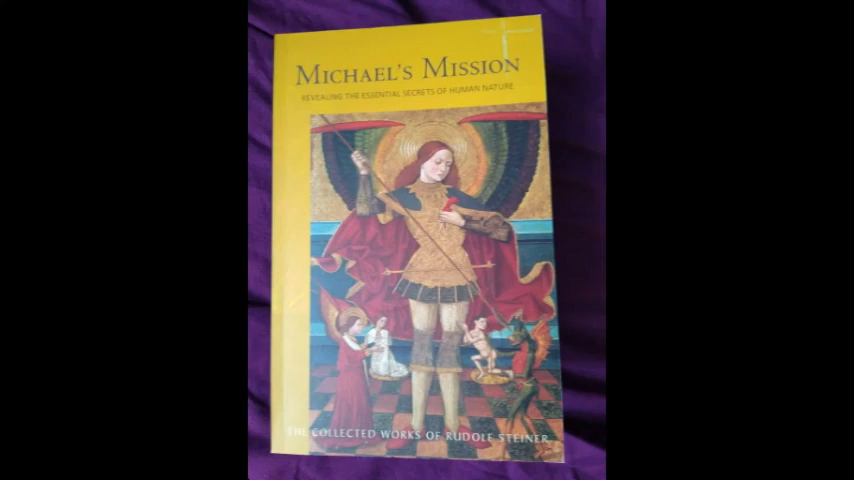 MICHAEL'S MISSION
REVEALING THE ESSENTIAL SECRETS OF HUMAN NATURE
THE COLLECTED WORKS OF RUDOLF STEINER